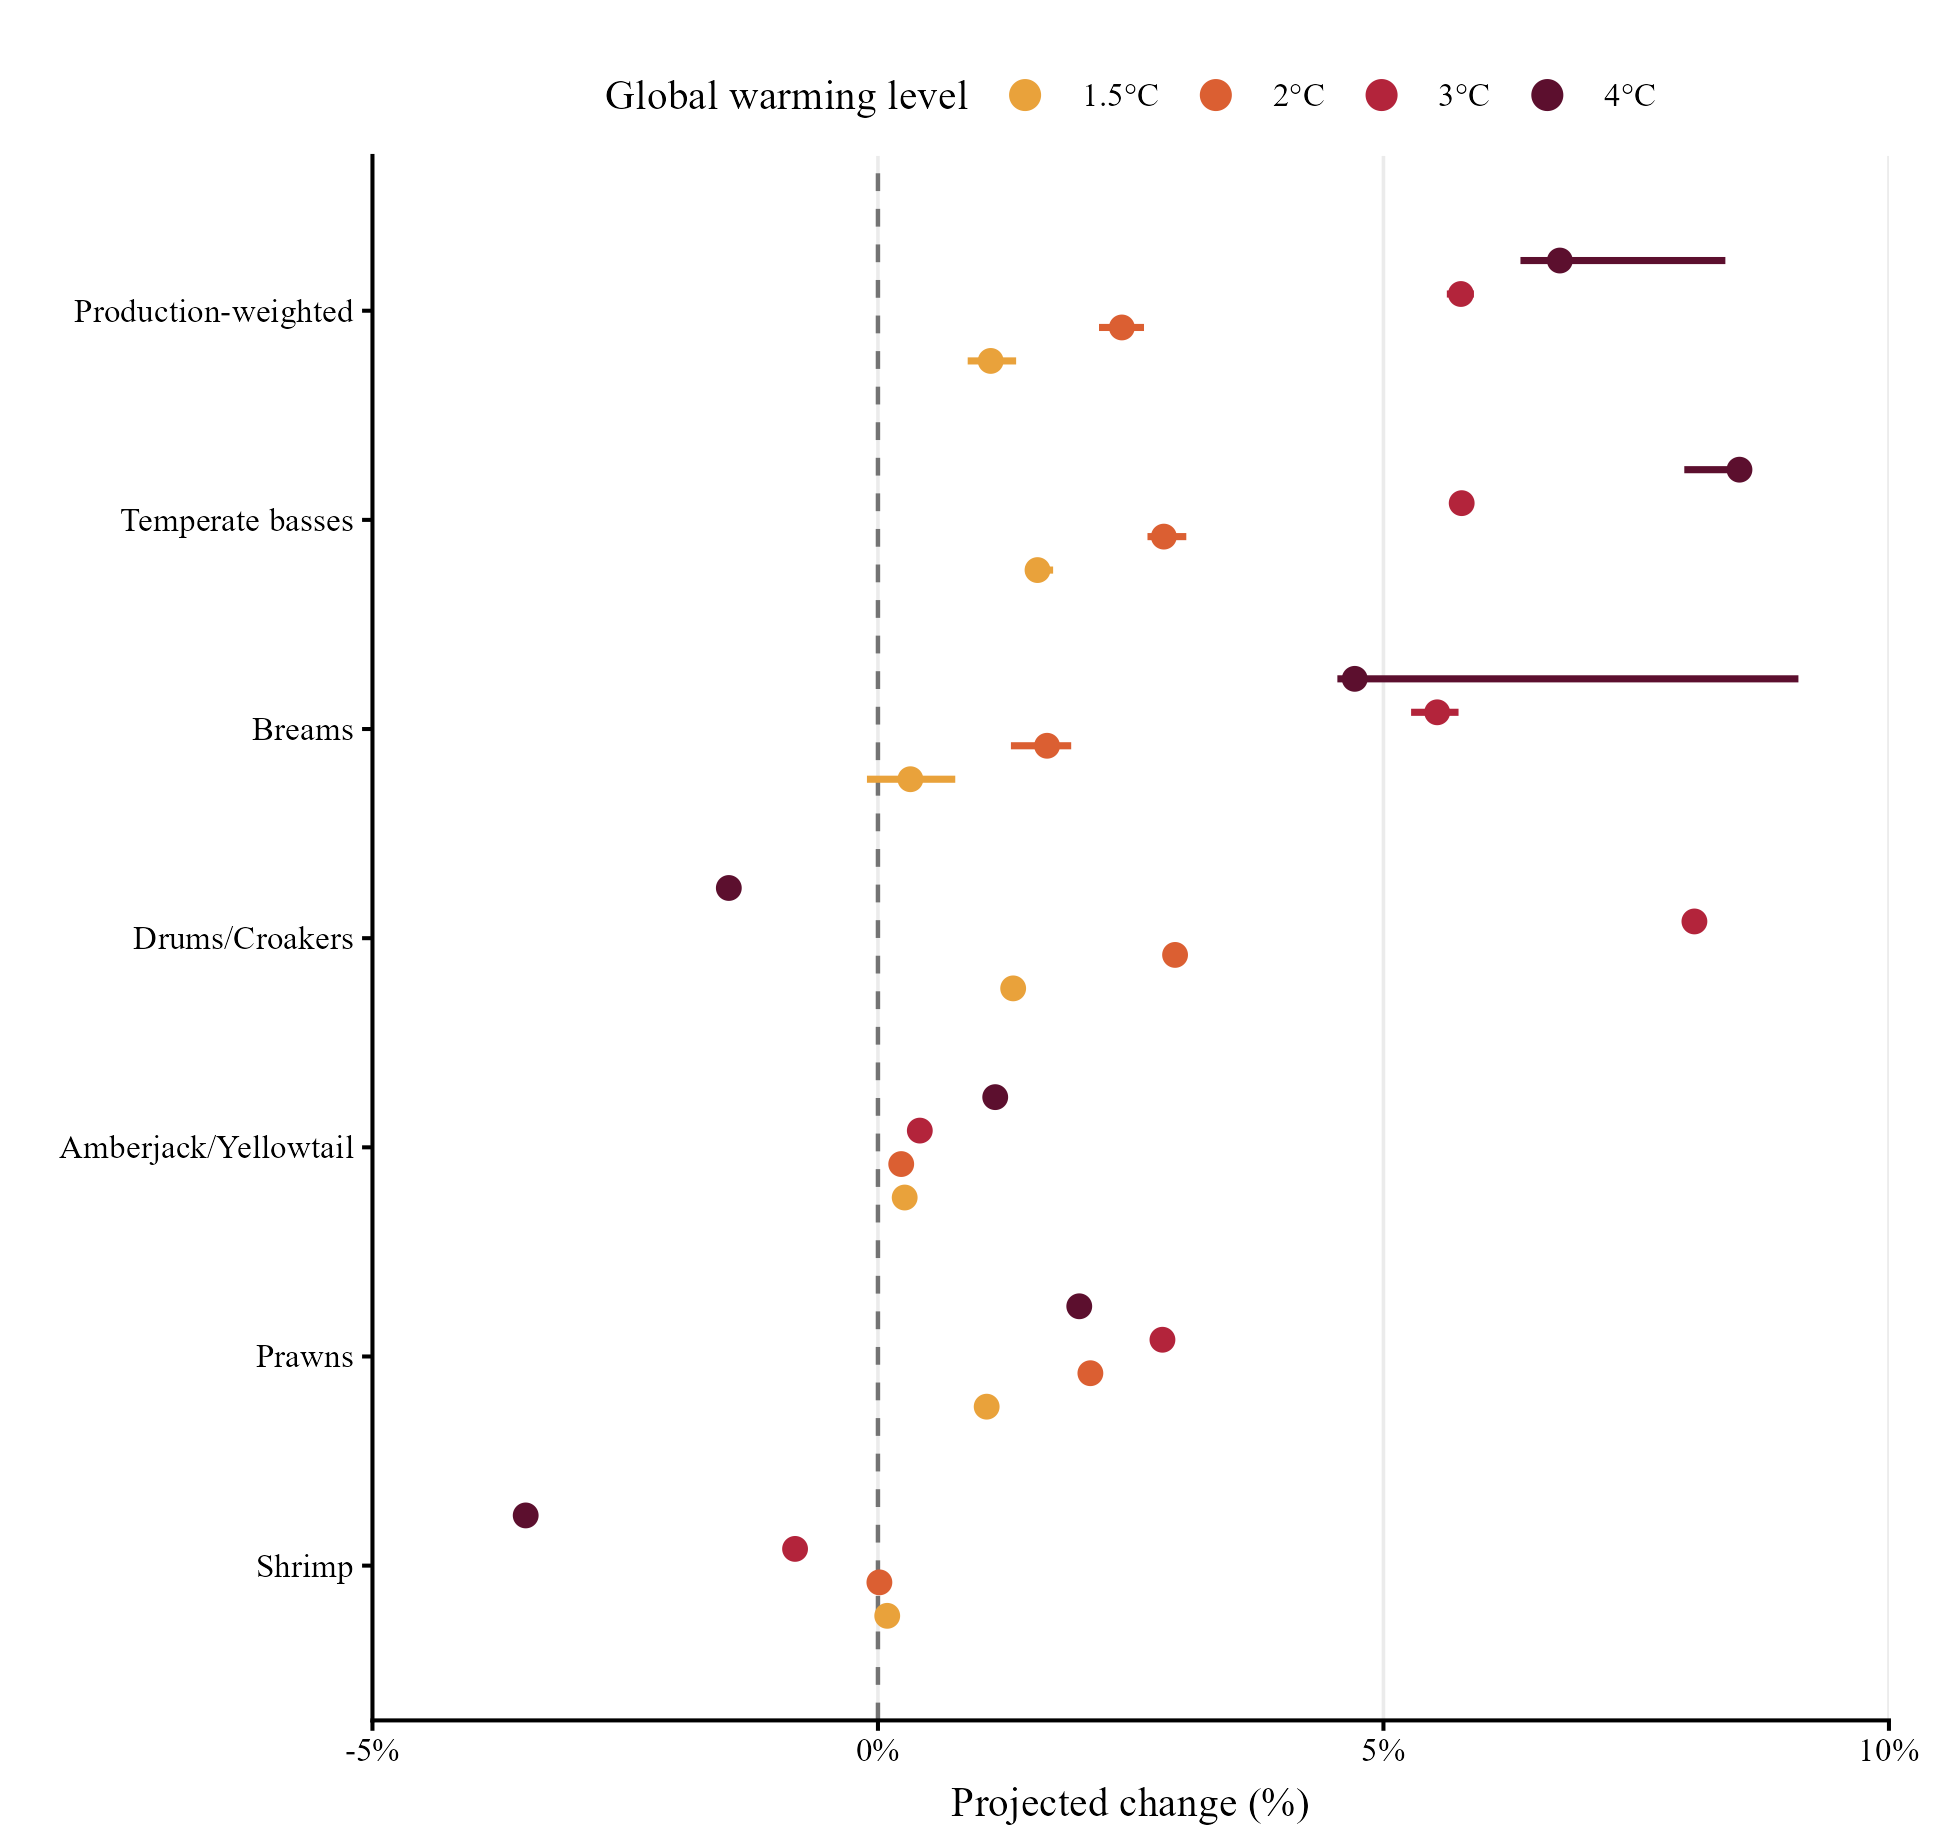 Global warming level 1.5°C 2°C 3°C 4°C
Production-weighted
Temperate basses
Breams
Drums/Croakers
Amberjack/Yellowtail
Prawns
Shrimp
-5% 0% 5% 10%
Projected change (%)